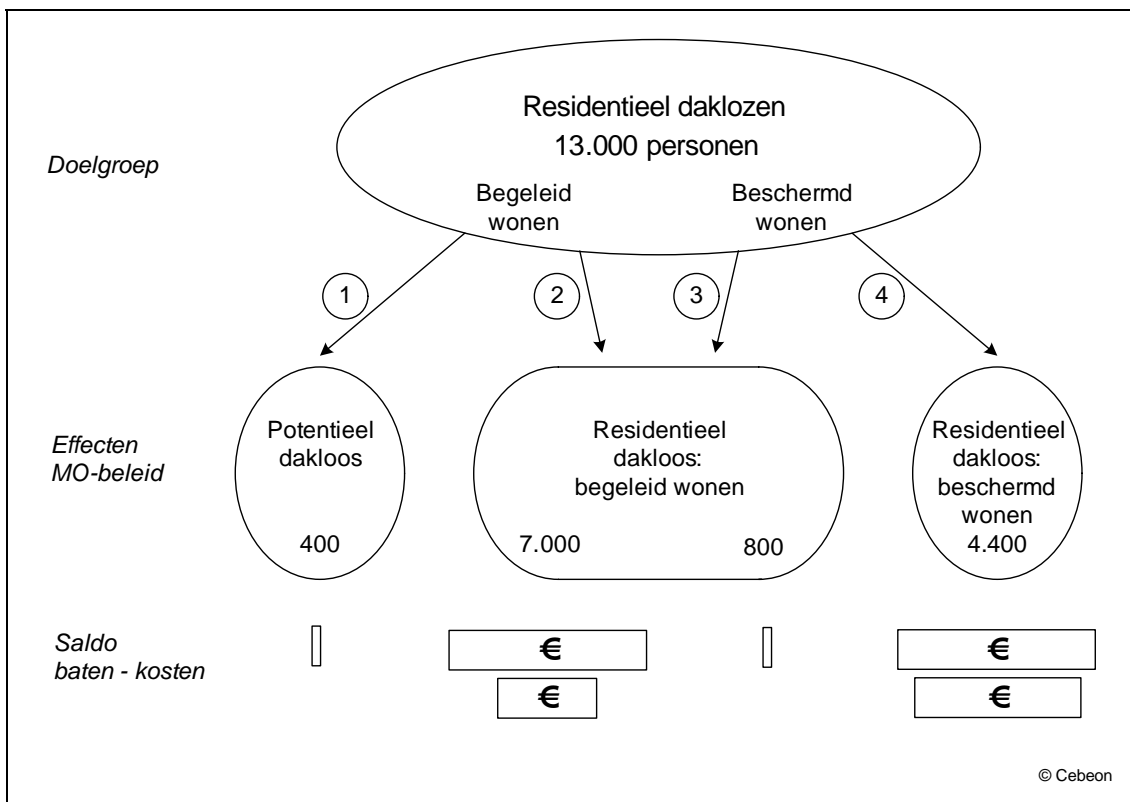 Residentieel daklozen
13.000 personen
Doelgroep
Begeleid
wonen
Beschermd
wonen
1
2
3
4
Effecten
MO-beleid
Potentieel
dakloos
400
Residentieel
dakloos:
begeleid wonen
7.000
800
Residentieel
dakloos:
beschermd
wonen
4.400
Saldo
baten - kosten
€
€
€
€
© Cebeon